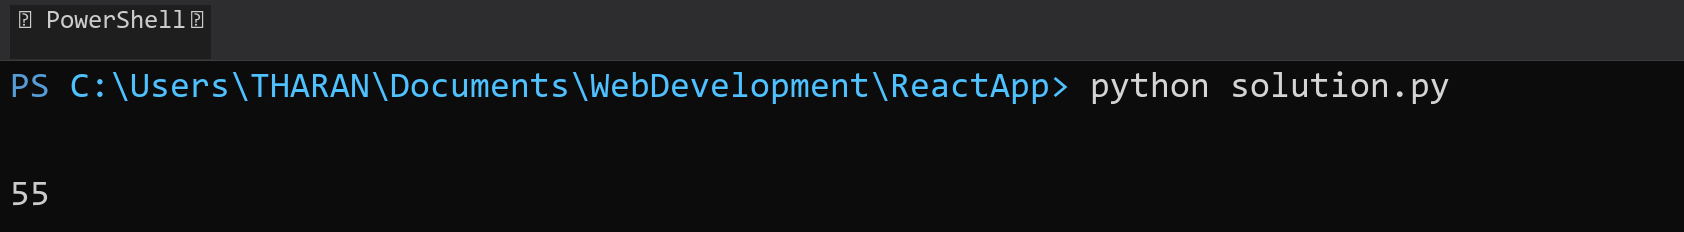 PowerShell
PS C:\Users\THARAN\Documents\WebDevelopment\ReactApp> python solution.py
55